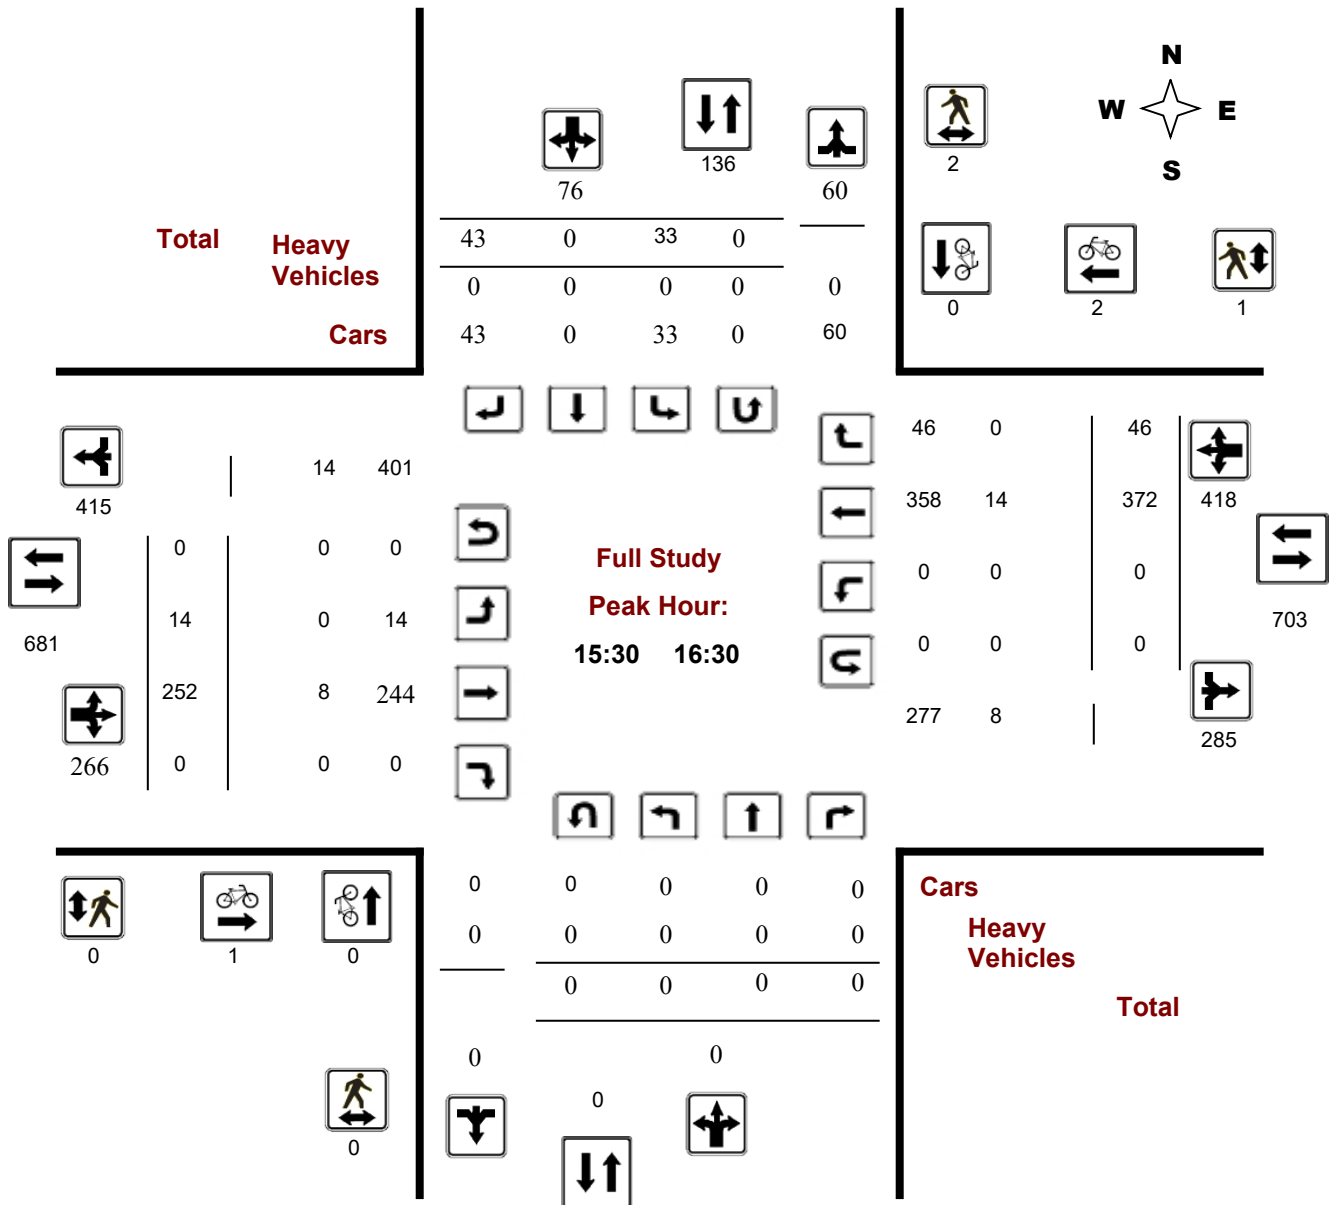 N
W E
S
136
2
76
60
Total
Heavy
Vehicles
43 0 33 0
0 0 0 0 0
0 2 1
Cars
43 0 33 0 60
46 0 46
14 401
415
358 14 372 418
0 0 0
Full Study
0 0 0
Peak Hour:
14 0 14
703
681
15:30 16:30
0 0 0
252 8 244
277 8
285
266 0 0 0
0 0 0 0 0
Cars
0 0 0 0 0
Heavy
Vehicles
0 1 0
0 0 0 0
Total
0 0
0
0